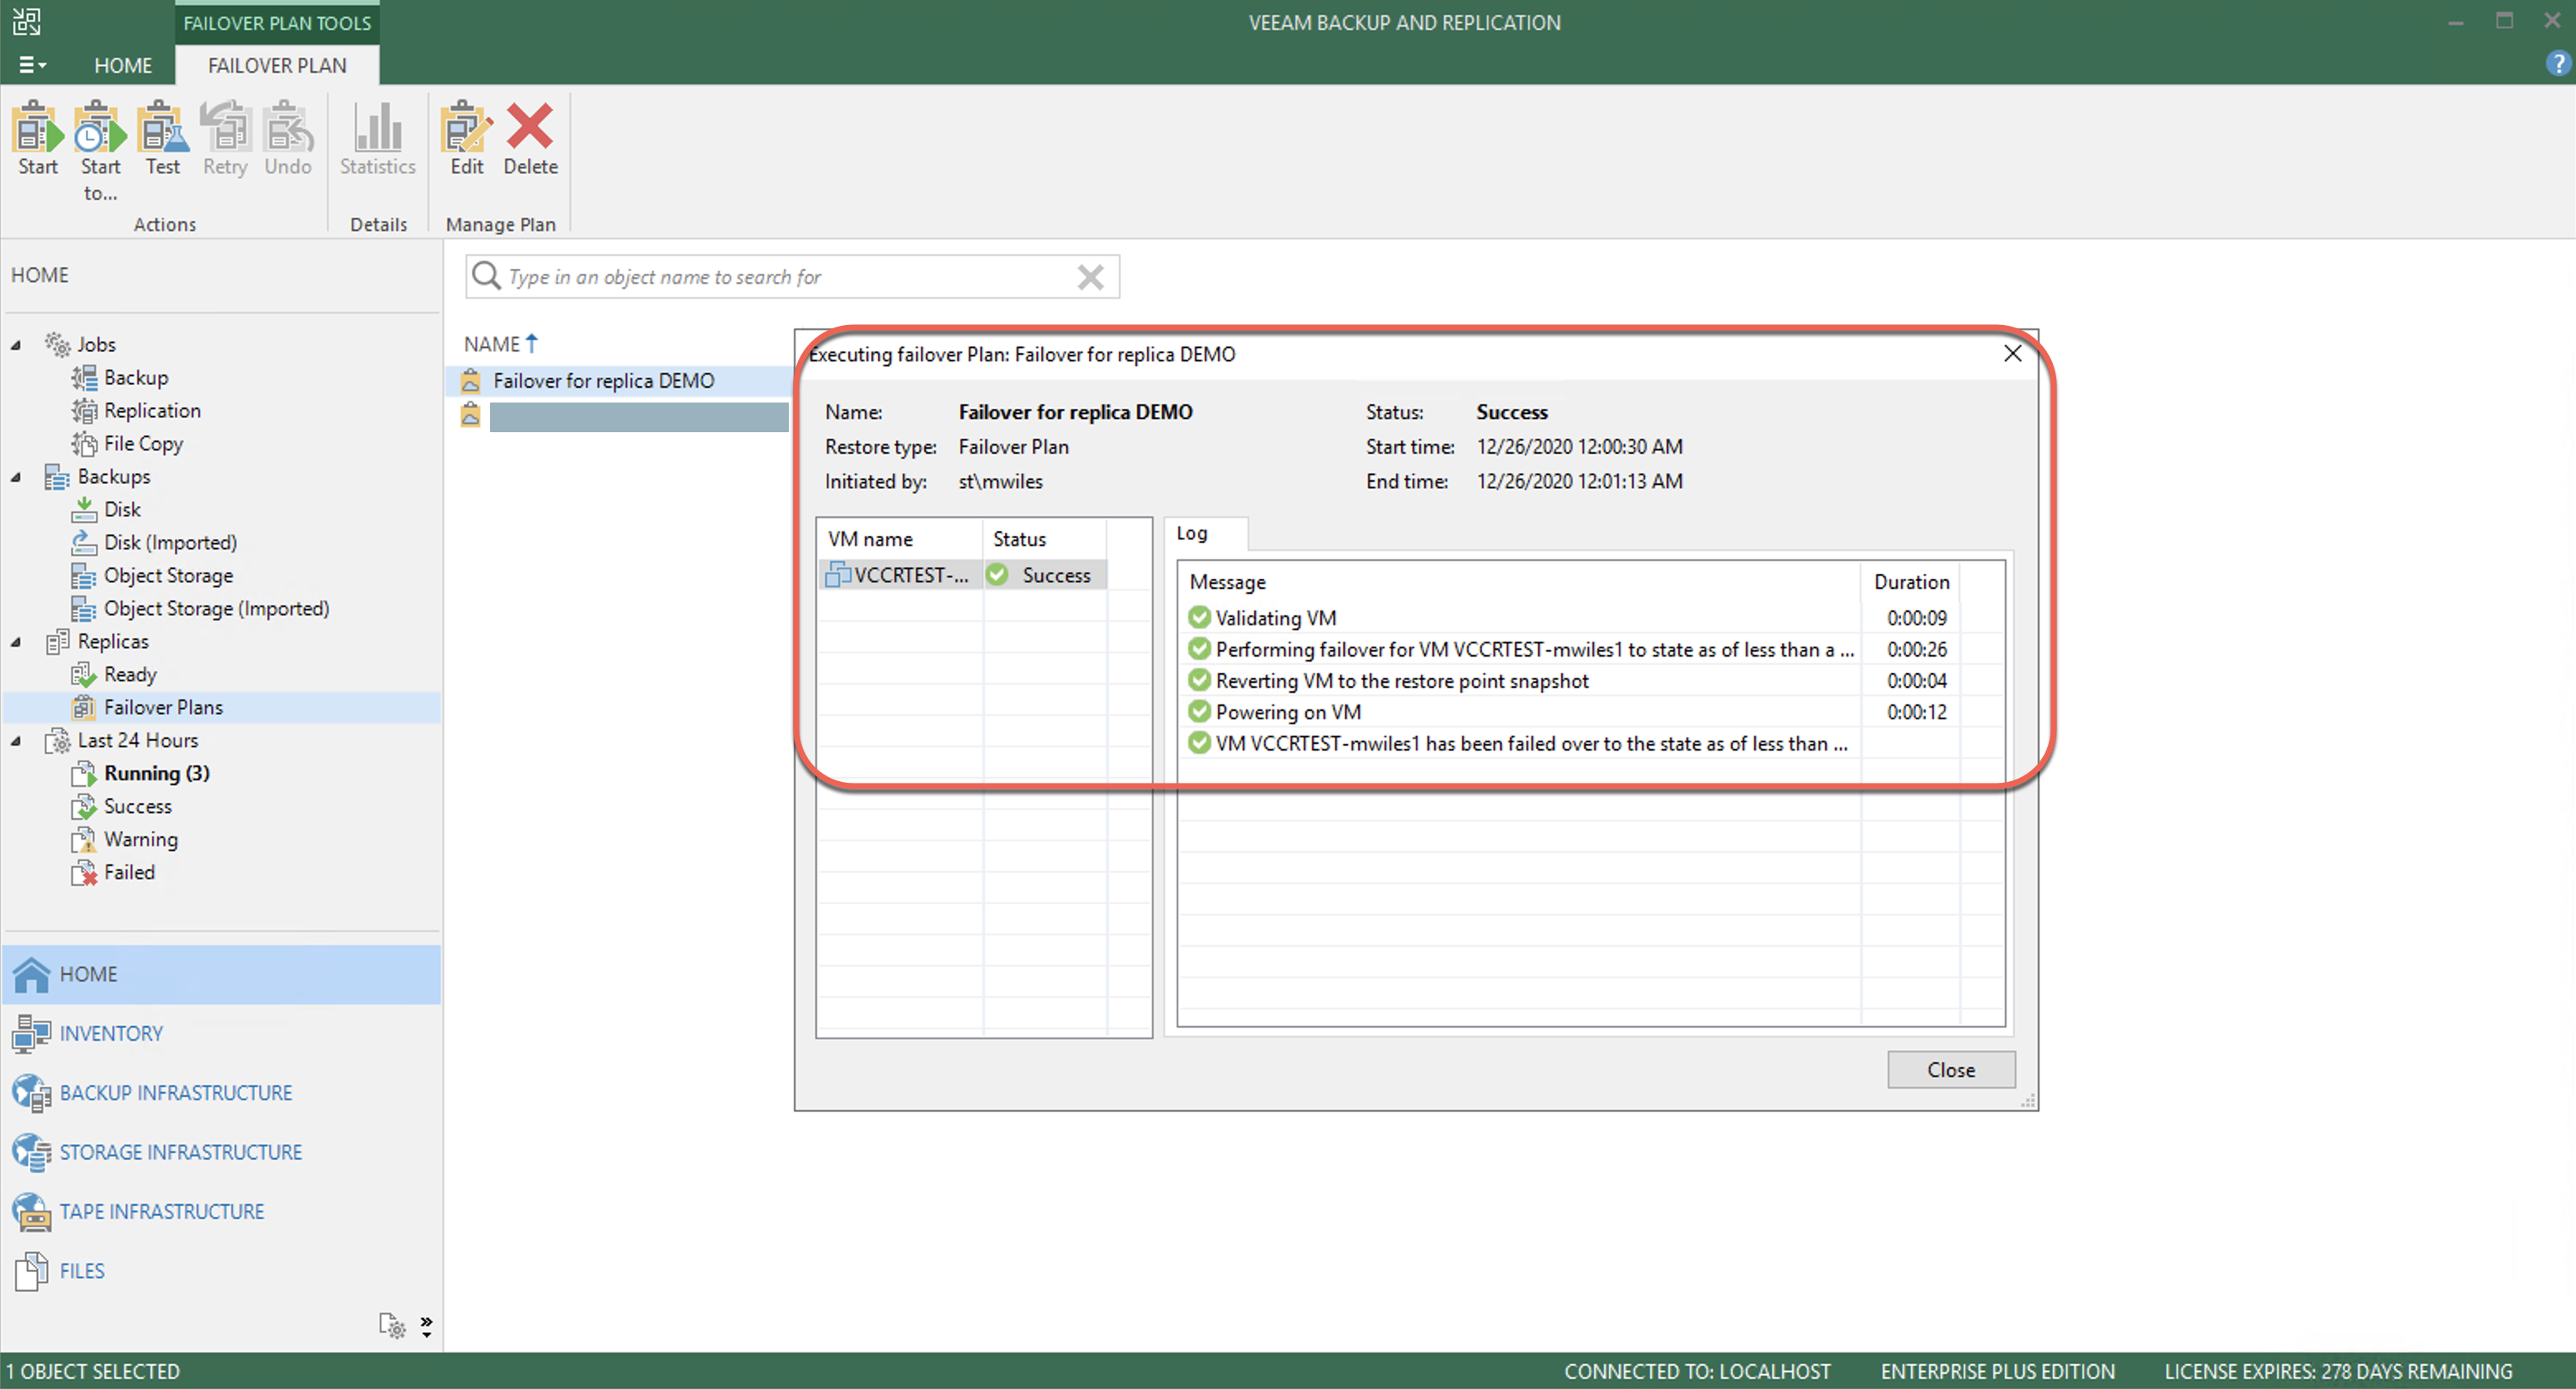 FAILOVER PLAN TOOLS
VEEAM BACKUP AND REPLICATION
HOME
FAILOVER PLAN
?
Start
Start to...
Test
Retry
Undo
Statistics
Edit
Delete
Actions
Details
Manage Plan
HOME
Type in an object name to search for
Jobs
Backup
Replication
File Copy
Backups
Disk
Disk (Imported)
Object Storage
Object Storage (Imported)
Replicas
Ready
Failover Plans
Last 24 Hours
Running (3)
Success
Warning
Failed
HOME
INVENTORY
BACKUP INFRASTRUCTURE
STORAGE INFRASTRUCTURE
TAPE INFRASTRUCTURE
FILES
NAME
Failover for replica DEMO
Executing failover Plan: Failover for replica DEMO
Name: Failover for replica DEMO
Restore type: Failover Plan
Initiated by: st\mwiles
Status: Success
Start time: 12/26/2020 12:00:30 AM
End time: 12/26/2020 12:01:13 AM
VM name Status
VCCRTEST-... Success
Log
Message Duration
Validating VM 0:00:09
Performing failover for VM VCCRTEST-mwiles1 to state as of less than a ... 0:00:26
Reverting VM to the restore point snapshot 0:00:04
Powering on VM 0:00:12
VM VCCRTEST-mwiles1 has been failed over to the state as of less than ...
Close
1 OBJECT SELECTED
CONNECTED TO: LOCALHOST
ENTERPRISE PLUS EDITION
LICENSE EXPIRES: 278 DAYS REMAINING